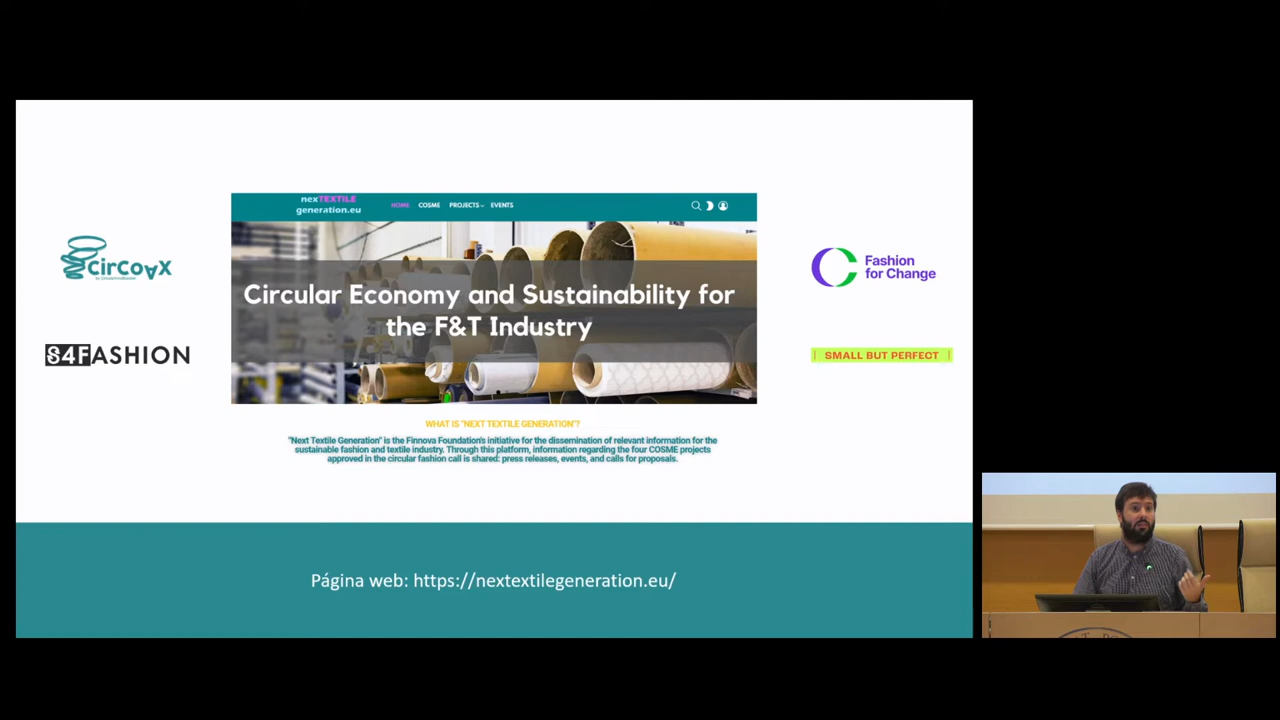 nexTEXTILE
generation.eu
HOME COSME PROJECTS EVENTS
Circular Economy and Sustainability for
the F&T Industry
CIrCOAX
S4FASHION
Fashion
for Change
SMALL BUT PERFECT
WHAT IS "NEXT TEXTILE GENERATION"?
"Next Textile Generation" is the Finnova Foundation's initiative for the dissemination of relevant information for the
sustainable fashion and textile industry. Through this platform, information regarding the four COSME projects
approved in the circular fashion call is shared: press releases, events, and calls for proposals.
Página web: https://nextextilegeneration.eu/